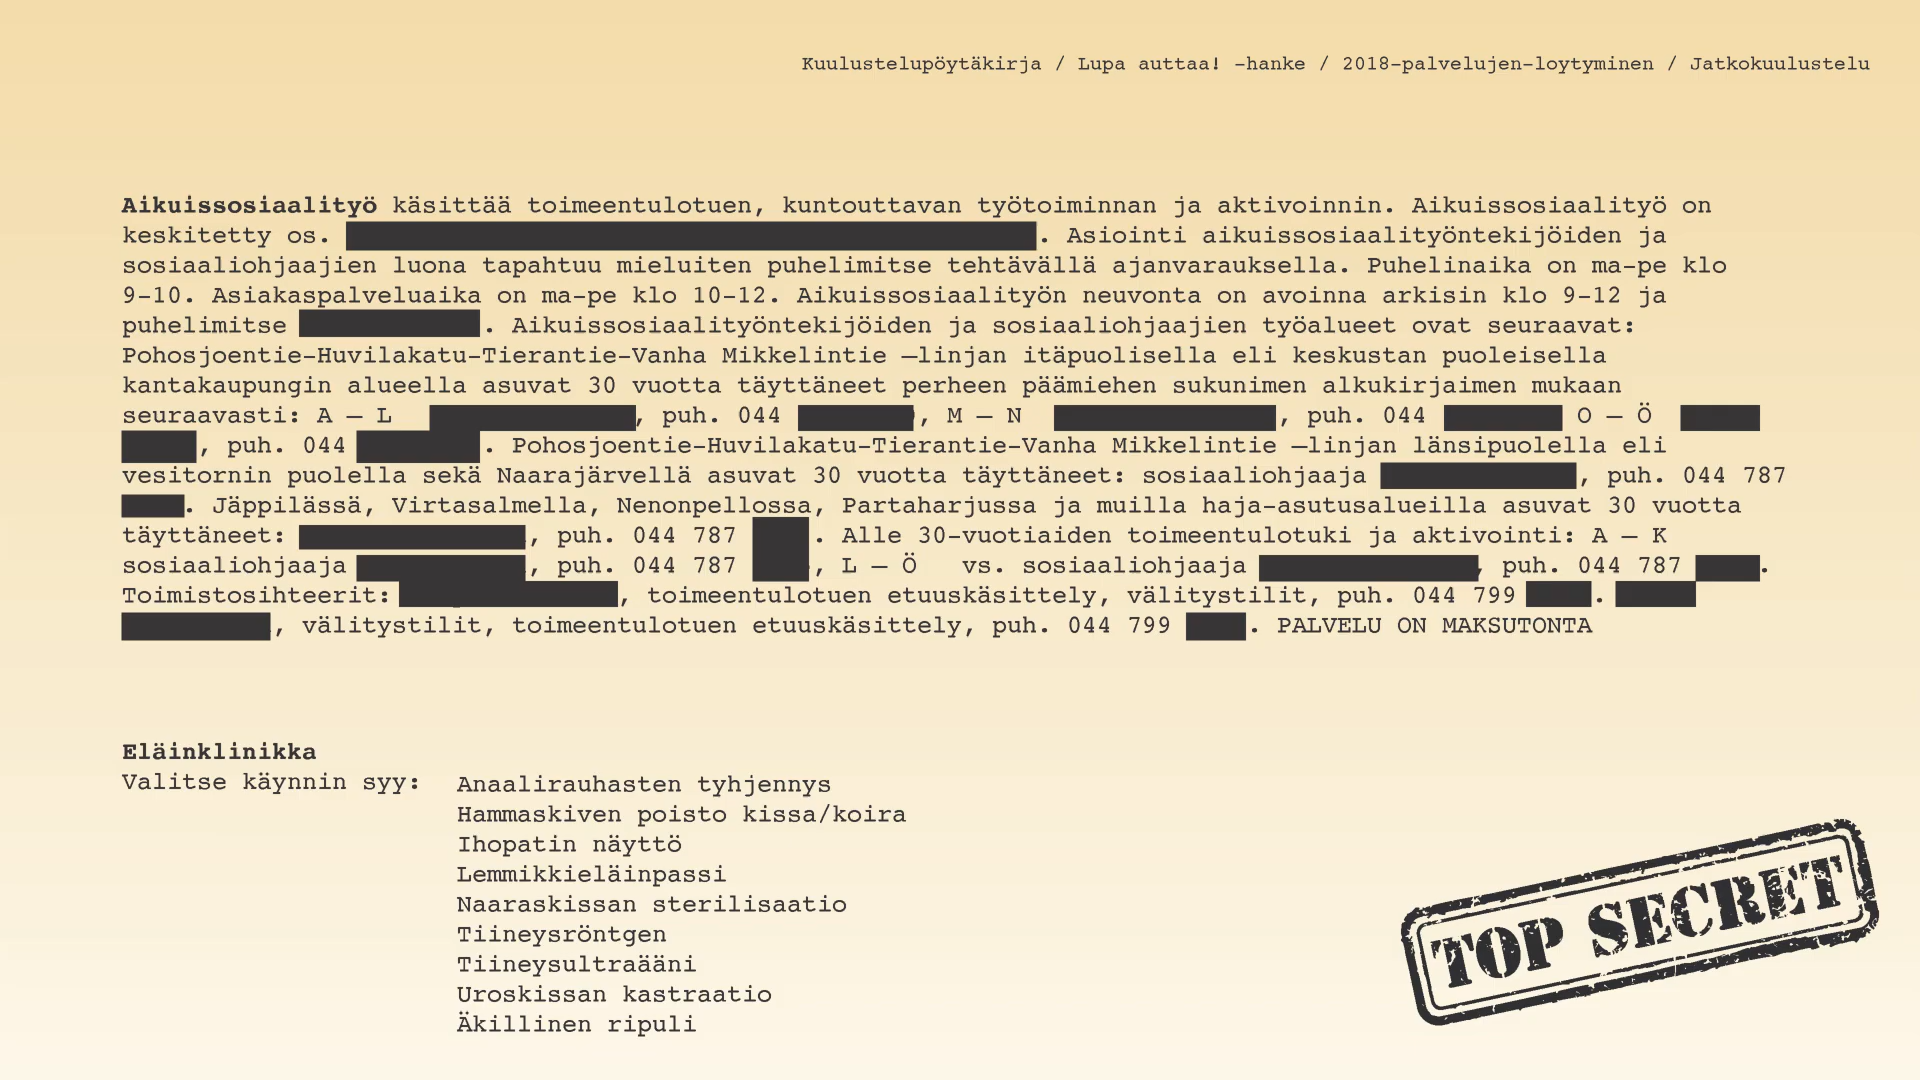 Kuulustelupöytäkirja / Lupa auttaa! -hanke / 2018-palvelujen-loytyminen / Jatkokuulustelu
Aikuissosiaalityö käsittää toimeentulotuen, kuntouttavan työtoiminnan ja aktivoinnin. Aikuissosiaalityö on
keskitetty os. . Asiointi aikuissosiaalityöntekijöiden ja
sosiaaliohjaajien luona tapahtuu mieluiten puhelimitse tehtävällä ajanvarauksella. Puhelinaika on ma-pe klo
9-10. Asiakaspalveluaika on ma-pe klo 10-12. Aikuissosiaalityön neuvonta on avoinna arkisin klo 9-12 ja
puhelimitse . Aikuissosiaalityöntekijöiden ja sosiaaliohjaajien työalueet ovat seuraavat:
Pohosjoentie-Huvilakatu-Tierantie-Vanha Mikkelintie –linjan itäpuolisella eli keskustan puoleisella
kantakaupungin alueella asuvat 30 vuotta täyttäneet perheen päämiehen sukunimen alkukirjaimen mukaan
seuraavasti: A – L , puh. 044 , M – N , puh. 044 O – Ö
, puh. 044 . Pohosjoentie-Huvilakatu-Tierantie-Vanha Mikkelintie –linjan länsipuolella eli
vesitornin puolella sekä Naarajärvellä asuvat 30 vuotta täyttäneet: sosiaaliohjaaja , puh. 044 787
. Jäppilässä, Virtasalmella, Nenonpellossa, Partaharjussa ja muilla haja-asutusalueilla asuvat 30 vuotta
täyttäneet: , puh. 044 787 . Alle 30-vuotiaiden toimeentulotuki ja aktivointi: A – K
sosiaaliohjaaja , puh. 044 787 , L – Ö vs. sosiaaliohjaaja , puh. 044 787 .
Toimistosihteerit: , toimeentulotuen etuuskäsittely, välitystilit, puh. 044 799 .
, välitystilit, toimeentulotuen etuuskäsittely, puh. 044 799 . PALVELU ON MAKSUTONTA
Eläinklinikka
Valitse käynnin syy: Anaalirauhasten tyhjennys
Hammaskiven poisto kissa/koira
Ihopatin näyttö
Lemmikkieläinpassi
Naaraskissan sterilisaatio
Tiineysröntgen
Tiineysultraääni
Uroskissan kastraatio
Äkillinen ripuli
TOP SECRET